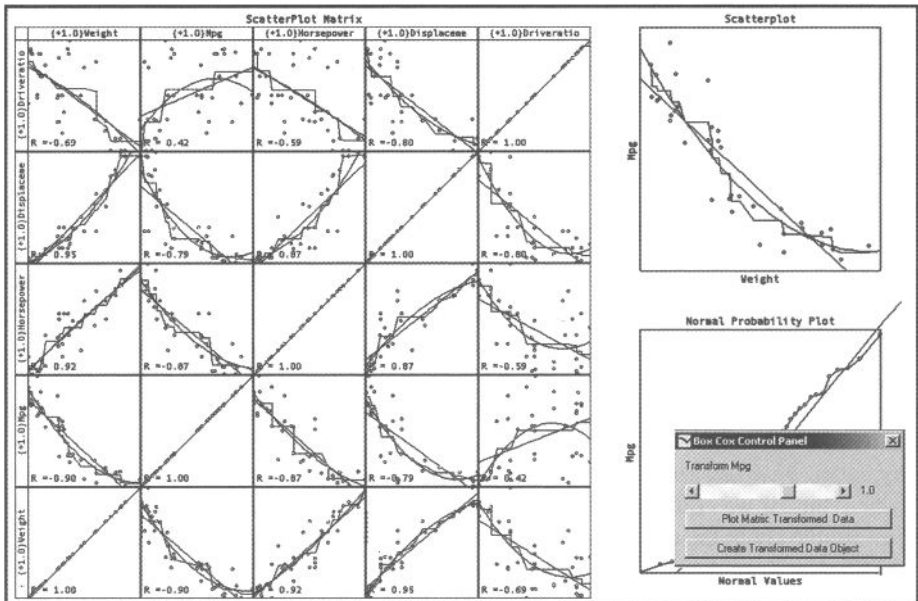 ScatterPlot Matrix
{+1.0}Weight {+1.0}Mpg {+1.0}Horsepower {+1.0}Displaceme {+1.0}Driveratio
{+1.0}Driveratio
R =-0.69 R = 0.42 R =-0.59 R =-0.80 R = 1.00
{+1.0}Displaceme
R = 0.95 R =-0.79 R = 0.87 R = 1.00 R =-0.80
{+1.0}Horsepower
R = 0.92 R =-0.87 R = 1.00 R = 0.87 R =-0.59
{+1.0}Mpg
R =-0.90 R = 1.00 R =-0.87 R =-0.79 R = 0.42
{+1.0}Weight
R = 1.00 R =-0.90 R = 0.92 R = 0.95 R =-0.69
Scatterplot
Mpg
Weight
Normal Probability Plot
Mpg
Normal Values
Box Cox Control Panel
Transform Mpg
1.0
Plot Matrix Transformed Data
Create Transformed Data Object